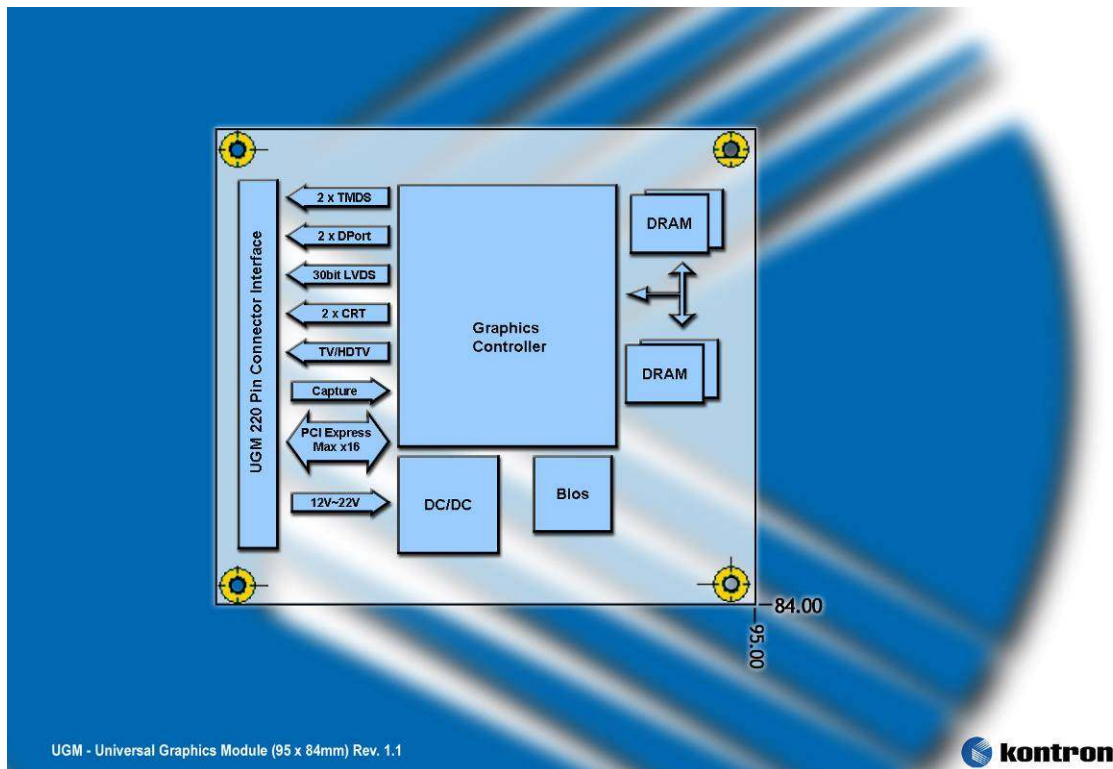 UGM 220 Pin Connector Interface
2 x TMDS
2 x DPort
30bit LVDS
2 x CRT
TV/HDTV
Capture
PCI Express
Max x16
12V~22V
Graphics
Controller
DRAM
DRAM
DC/DC
Bios
84.00
95.00
UGM - Universal Graphics Module (95 x 84mm) Rev. 1.1
kontron